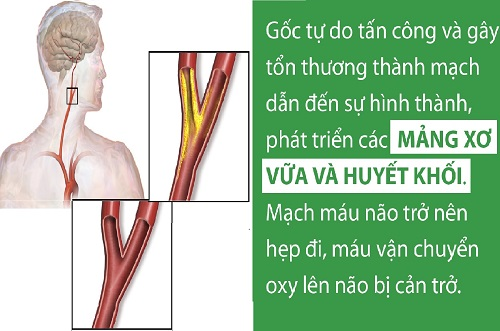 Gốc tự do tấn công và gây
tổn thương thành mạch
dẫn đến sự hình thành,
phát triển các MẢNG XƠ
VỮA VÀ HUYẾT KHỐI.
Mạch máu não trở nên
hẹp đi, máu vận chuyển
oxy lên não bị cản trở.